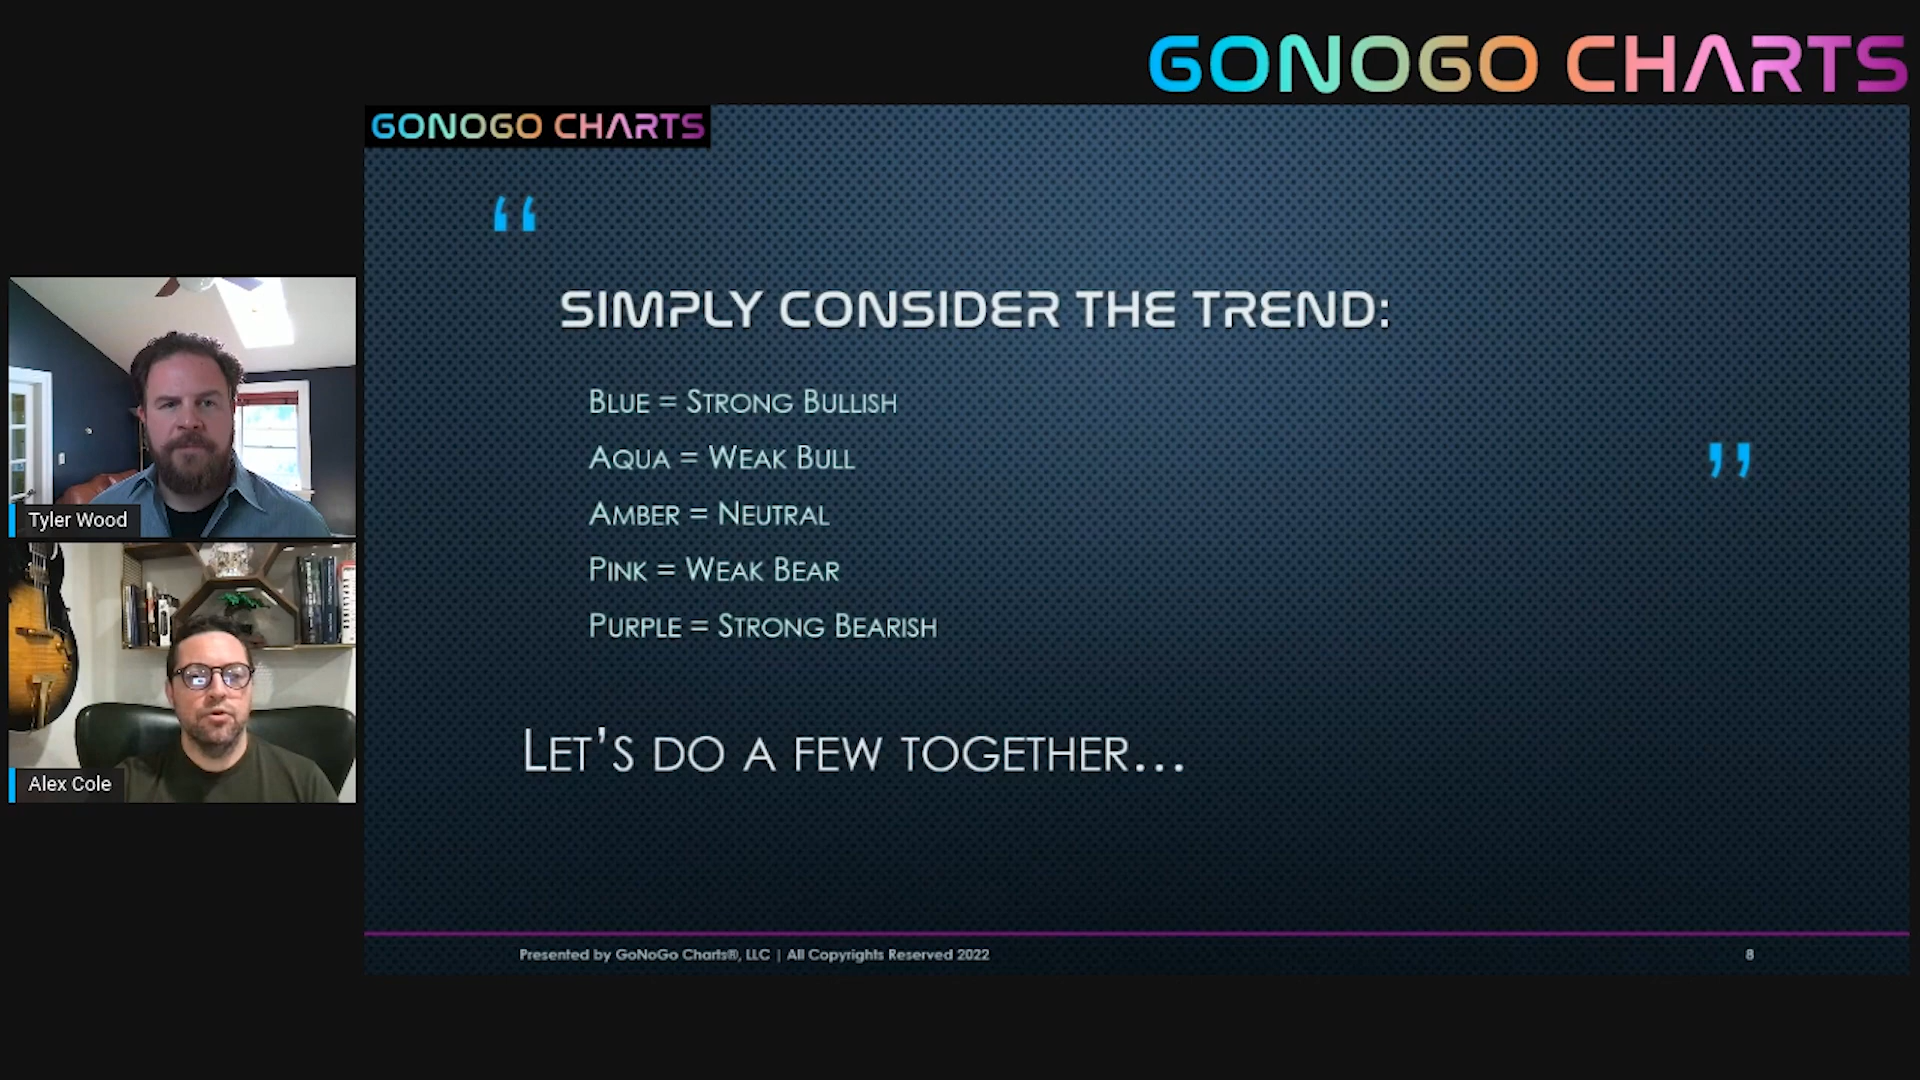 GONOGO CHARTS
GONOGO CHARTS
“
SIMPLY CONSIDER THE TREND:
BLUE = STRONG BULLISH
AQUA = WEAK BULL
AMBER = NEUTRAL
PINK = WEAK BEAR
PURPLE = STRONG BEARISH
”
LET’S DO A FEW TOGETHER...
Tyler Wood
Alex Cole
Presented by GoNoGo Charts®, LLC | All Copyrights Reserved 2022
8